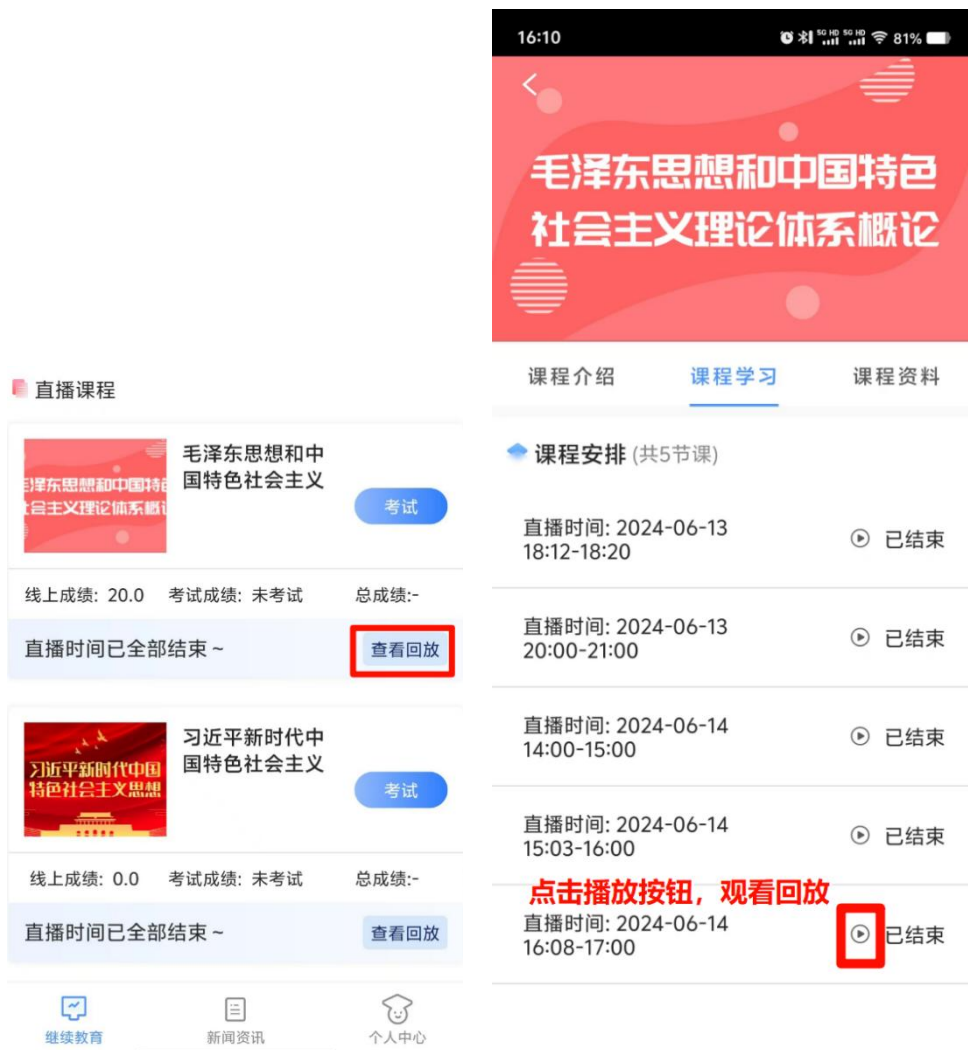 直播课程
毛泽东思想和中国特色
社会主义理论体系概论
毛泽东思想和中
国特色社会主义
考试
线上成绩: 20.0 考试成绩: 未考试 总成绩:-
直播时间已全部结束 ~ 查看回放
习近平新时代中国
特色社会主义思想
习近平新时代中
国特色社会主义
考试
线上成绩: 0.0 考试成绩: 未考试 总成绩:-
直播时间已全部结束 ~ 查看回放
继续教育 新闻资讯 个人中心
16:10 5G HD 5G HD 81%
毛泽东思想和中国特色
社会主义理论体系概论
课程介绍 课程学习 课程资料
课程安排 (共5节课)
直播时间: 2024-06-13
18:12-18:20
已结束
直播时间: 2024-06-13
20:00-21:00
已结束
直播时间: 2024-06-14
14:00-15:00
已结束
直播时间: 2024-06-14
15:03-16:00
已结束
点击播放按钮，观看回放
直播时间: 2024-06-14
16:08-17:00
已结束